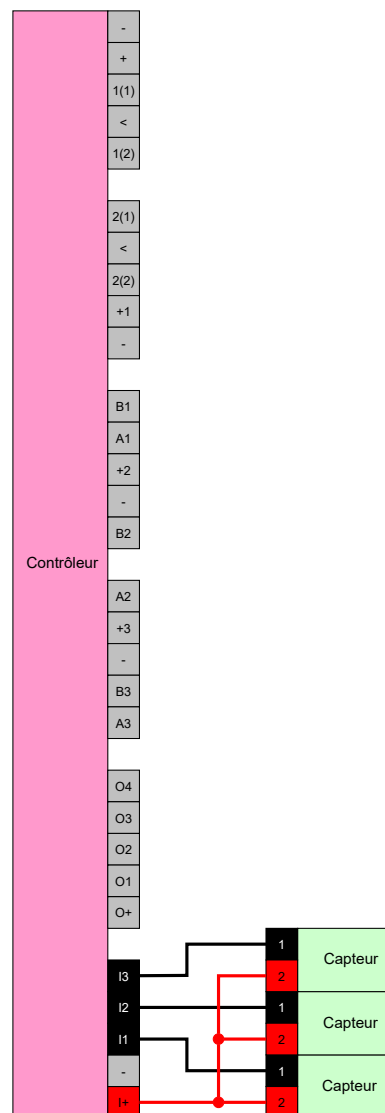 -
+
1(1)
<
1(2)
2(1)
<
2(2)
+1
-
B1
A1
+2
-
B2
Contrôleur
A2
+3
-
B3
A3
O4
O3
O2
O1
O+
1
Capteur
I3
2
I2
1
Capteur
I1
2
-
1
Capteur
I+
2